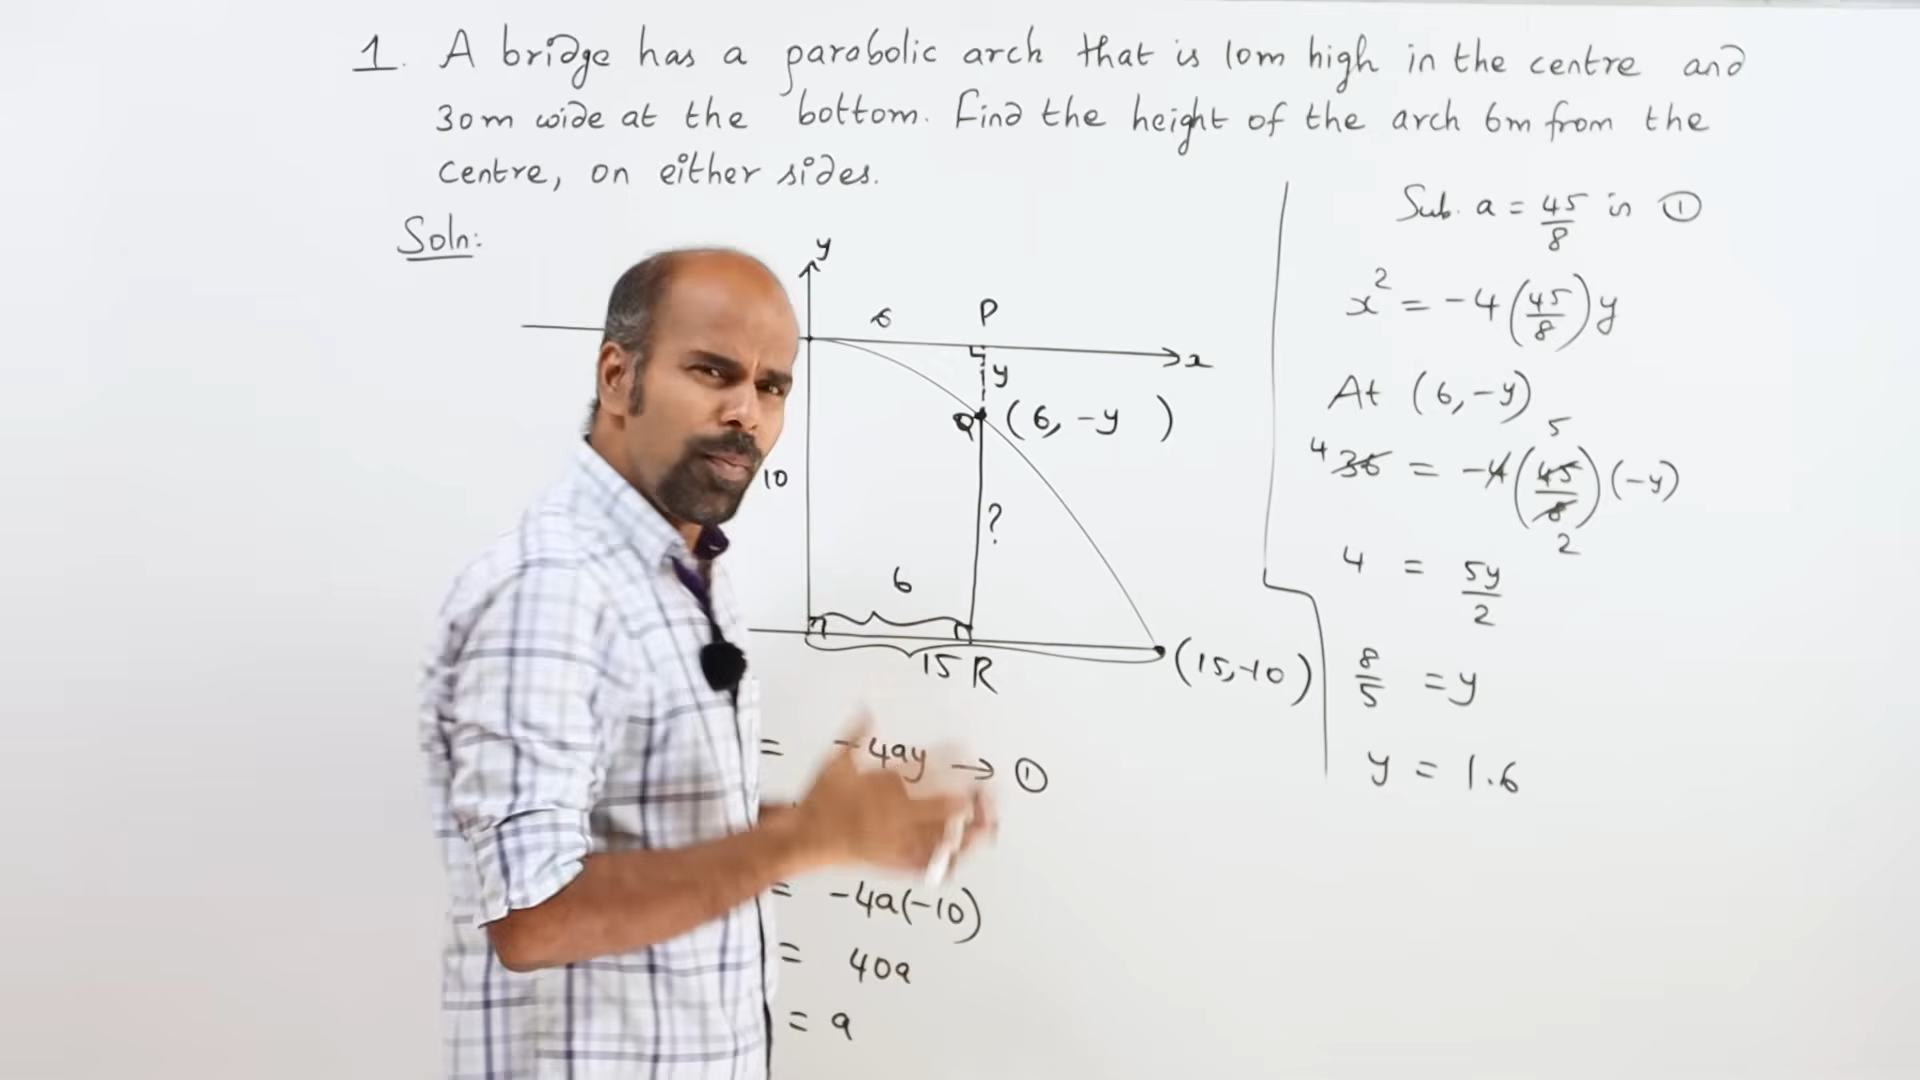 1. A bridge has a parabolic arch that is 10m high in the centre and
30m wide at the bottom. Find the height of the arch 6m from the
centre, on either sides.
Soln:
y
6 P
x
y
Q (6, -y )
10
?
6
15 R (15,-10)
= -4ay → ①
= -4a(-10)
= 40a
= a
Sub. a = 45/8 in ①
x² = -4(45/8)y
At (6,-y)
5
4 36 = -4(45/8)(-y)
2
4 = 5y/2
8/5 = y
y = 1.6